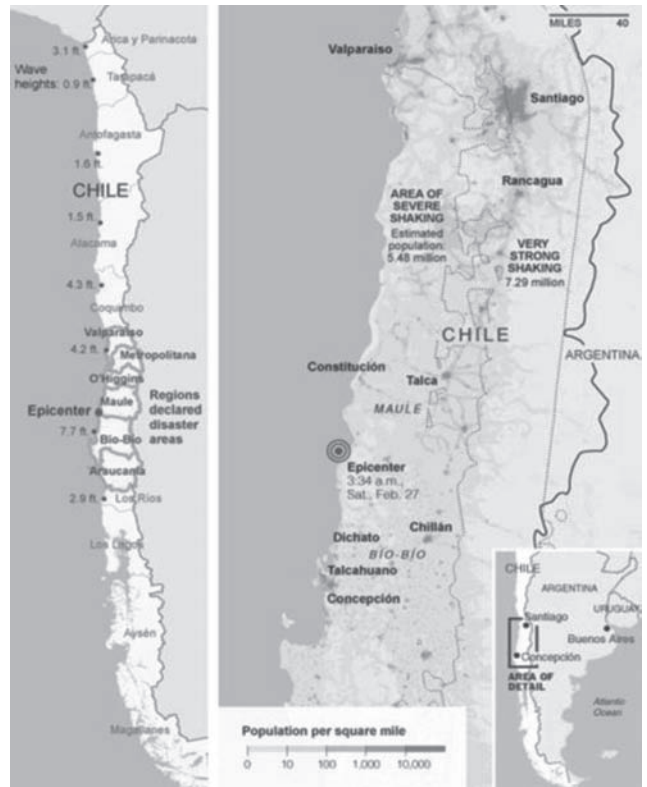 Arica y Parinacota
3.1 ft.
Wave
heights: 0.9 ft.
Tarapacá
Antofagasta
1.6 ft.
CHILE
1.5 ft.
Atacama
4.3 ft.
Coquimbo
Valparaíso
4.2 ft.
Metropolitana
O'Higgins
Maule
Regions
declared
disaster
areas
Epicenter
7.7 ft.
Bío-Bío
Araucanía
2.9 ft.
Los Ríos
Los Lagos
Aysén
Magallanes
MILES 40
Valparaíso
Santiago
Rancagua
AREA OF
SEVERE
SHAKING
Estimated
population:
5.48 million
VERY
STRONG
SHAKING
7.29 million
CHILE
ARGENTINA
Constitución
Talca
MAULE
Epicenter
3:34 a.m.,
Sat., Feb. 27
Dichato
Chillán
BÍO-BÍO
Talcahuano
Concepción
CHILE
ARGENTINA
URUGUAY
Santiago
Buenos Aires
Concepción
AREA OF
DETAIL
Atlantic
Ocean
Population per square mile
0 10 100 1,000 10,000